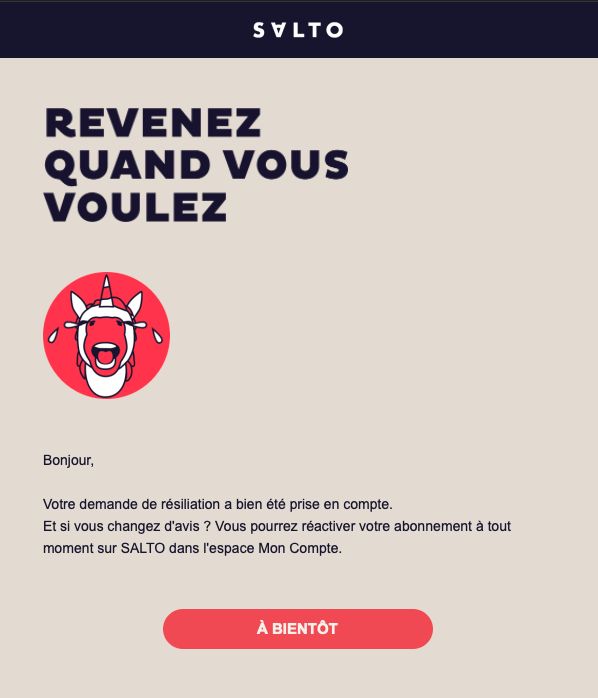 SALTO
REVENEZ
QUAND VOUS
VOULEZ
Bonjour,
Votre demande de résiliation a bien été prise en compte.
Et si vous changez d'avis ? Vous pourrez réactiver votre abonnement à tout
moment sur SALTO dans l'espace Mon Compte.
À BIENTÔT